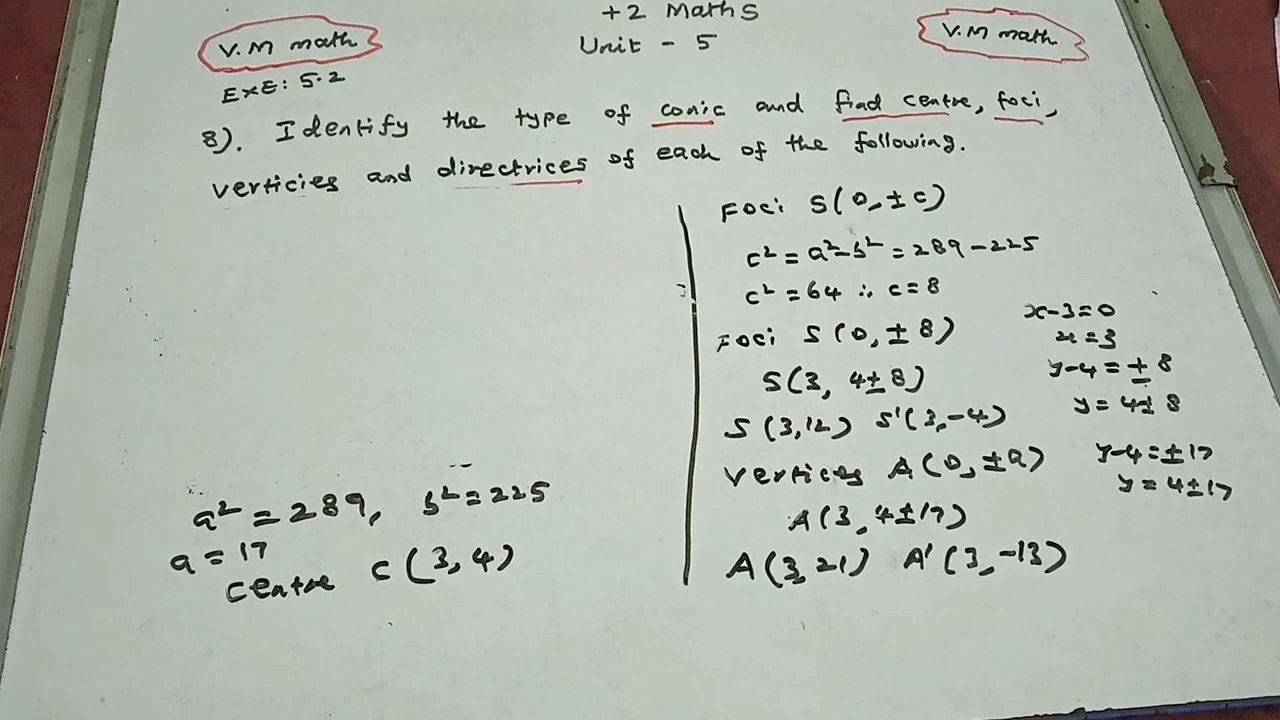 +2 Maths
V.M math
Unit - 5
V.M math
EXE: 5.2
8). Identify the type of conic and find centre, foci,
verticies and directrices of each of the following.
a² = 289, b² = 225
a = 17
centre C (3, 4)
Foci S(0, ± c)
c² = a²-b² = 289-225
c² = 64 ∴ c = 8
Foci S (0, ± 8)
S(3, 4±8)
S (3,12) S'(3,-4)
vertices A(0, ±a)
A(3, 4±17)
A(3,21) A'(3,-13)
x-3=0
x=3
y-4 = ± 8
y = 4± 8
y-4=±17
y = 4±17